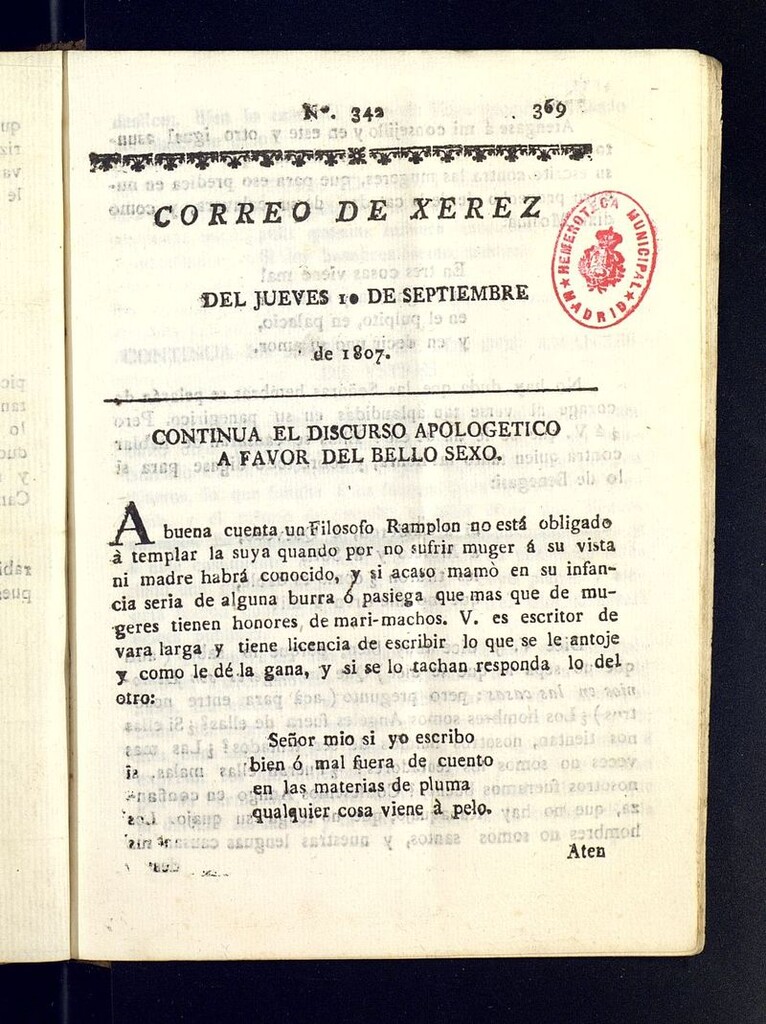 Nº. 342 369
CORREO DE XEREZ
DEL JUEVES 10 DE SEPTIEMBRE
de 1807.
HEMEROTECA MUNICIPAL
MADRID
CONTINUA EL DISCURSO APOLOGETICO
A FAVOR DEL BELLO SEXO.
A buena cuenta un Filosofo Ramplon no está obligado
à templar la suya quando por no sufrir muger á su vista
ni madre habrá conocido, y si acaso mamò en su infan-
cia seria de alguna burra ó pasiega que mas que de mu-
geres tienen honores de mari-machos. V. es escritor de
vara larga y tiene licencia de escribir lo que se le antoje
y como le dé la gana, y si se lo tachan responda lo del
otro:
Señor mio si yo escribo
bien ó mal fuera de cuento
en las materias de pluma
qualquier cosa viene à pelo.
Aten